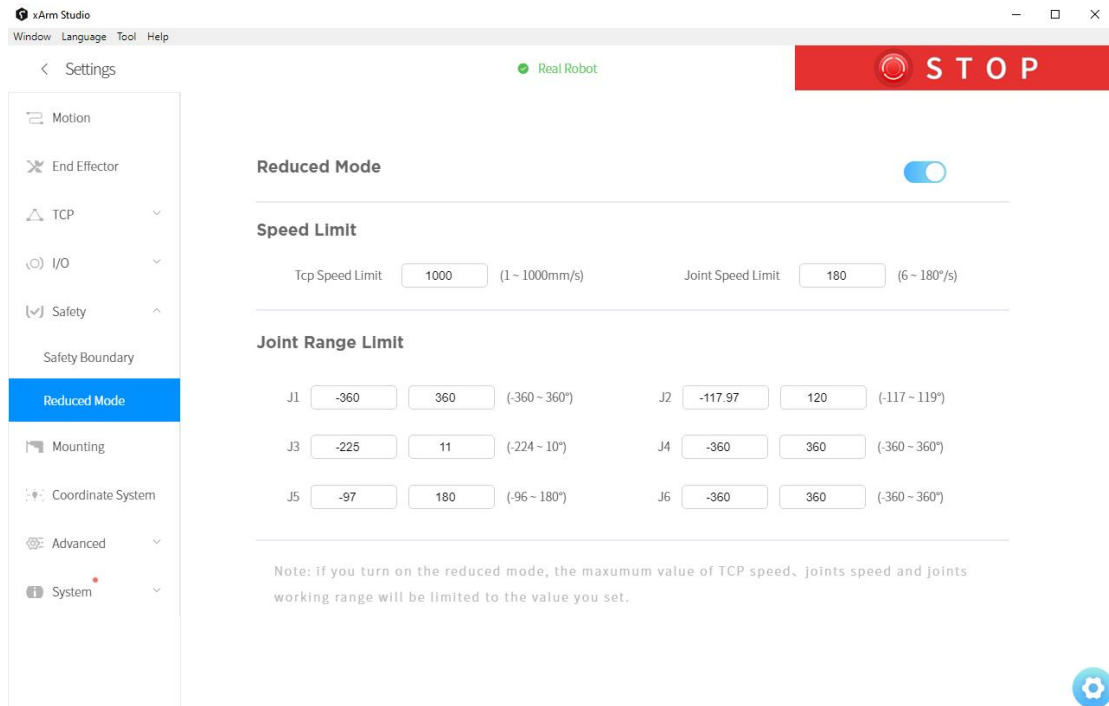 xArm Studio
Window Language Tool Help
Settings
Real Robot
STOP
Motion
End Effector
TCP
I/O
Safety
Safety Boundary
Reduced Mode
Mounting
Coordinate System
Advanced
System
Reduced Mode
Speed Limit
Tcp Speed Limit 1000 (1 ~ 1000mm/s) Joint Speed Limit 180 (6 ~ 180°/s)
Joint Range Limit
J1 -360 360 (-360 ~ 360°) J2 -117.97 120 (-117 ~ 119°)
J3 -225 11 (-224 ~ 10°) J4 -360 360 (-360 ~ 360°)
J5 -97 180 (-96 ~ 180°) J6 -360 360 (-360 ~ 360°)
Note: if you turn on the reduced mode, the maxumum value of TCP speed、joints speed and joints
working range will be limited to the value you set.